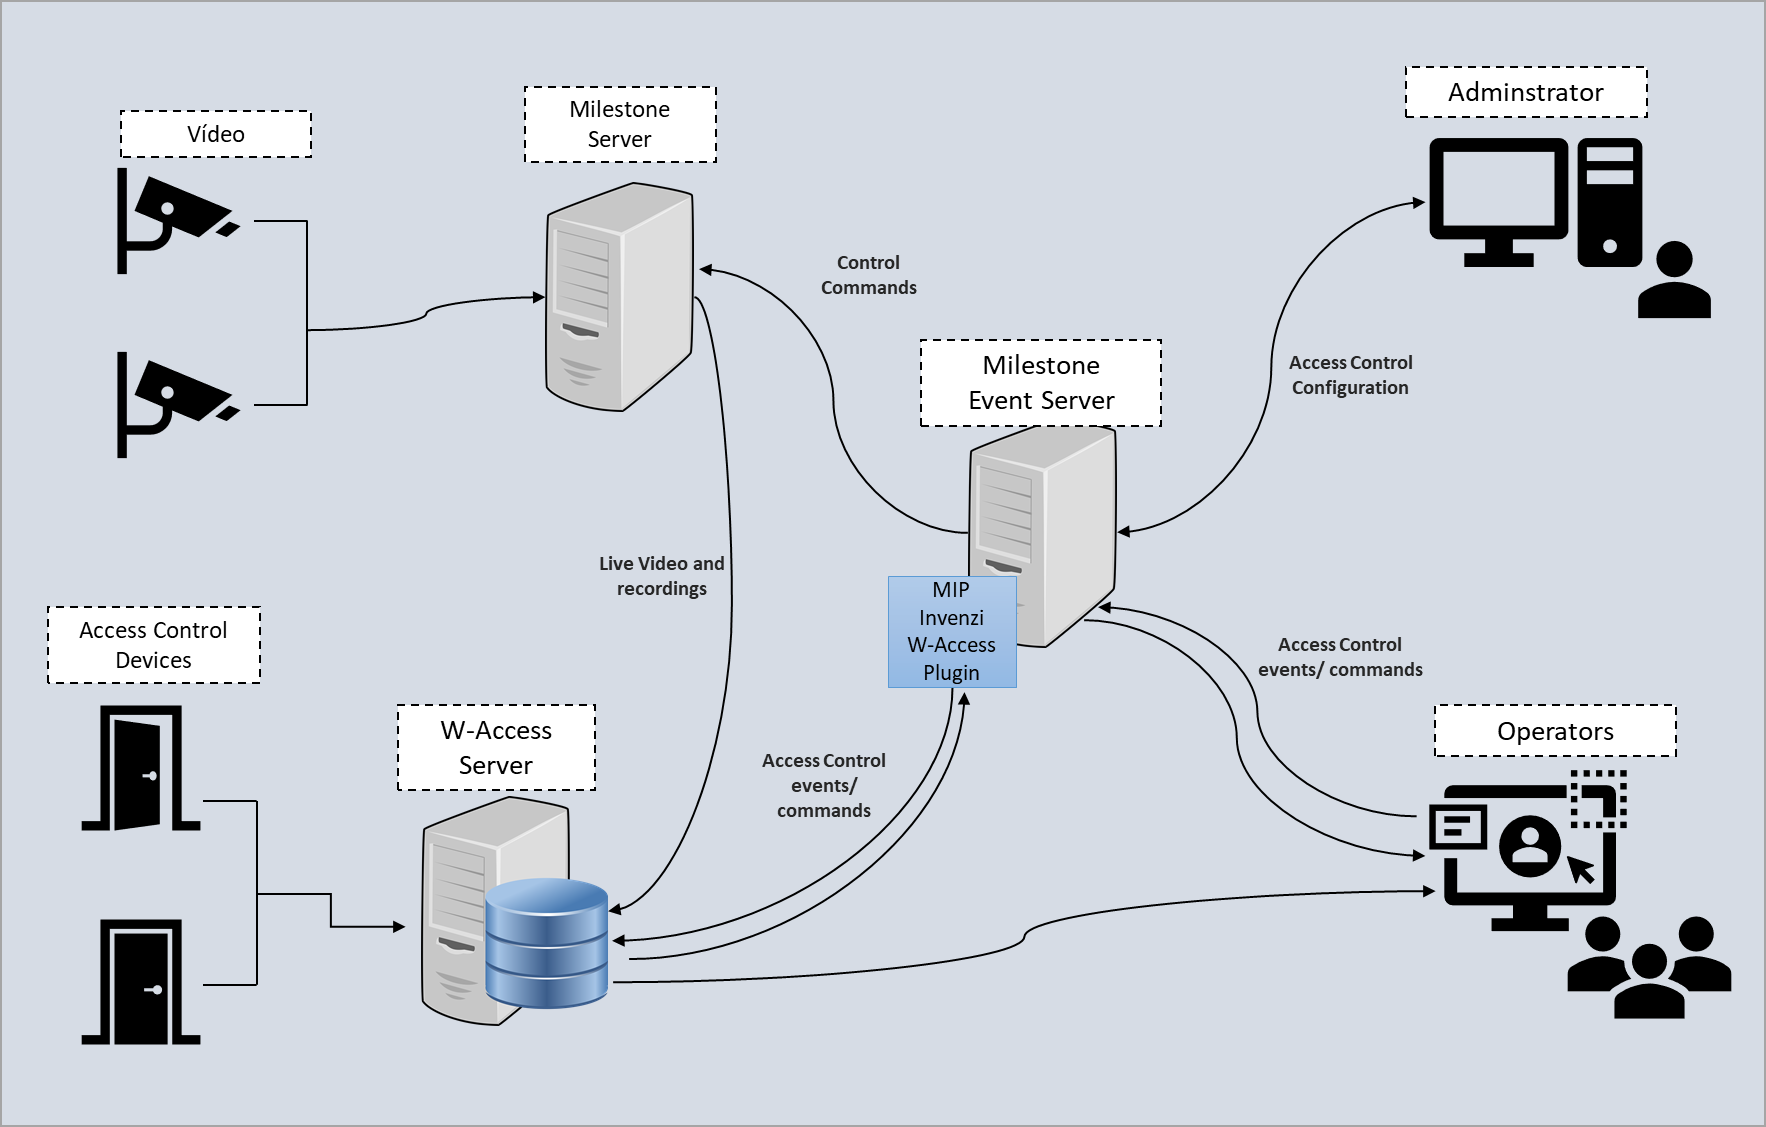 Vídeo
Milestone
Server
Adminstrator
Control
Commands
Milestone
Event Server
Access Control
Configuration
Live Video and
recordings
MIP
Invenzi
W-Access
Plugin
Access Control
Devices
Access Control
events/ commands
W-Access
Server
Operators
Access Control
events/
commands